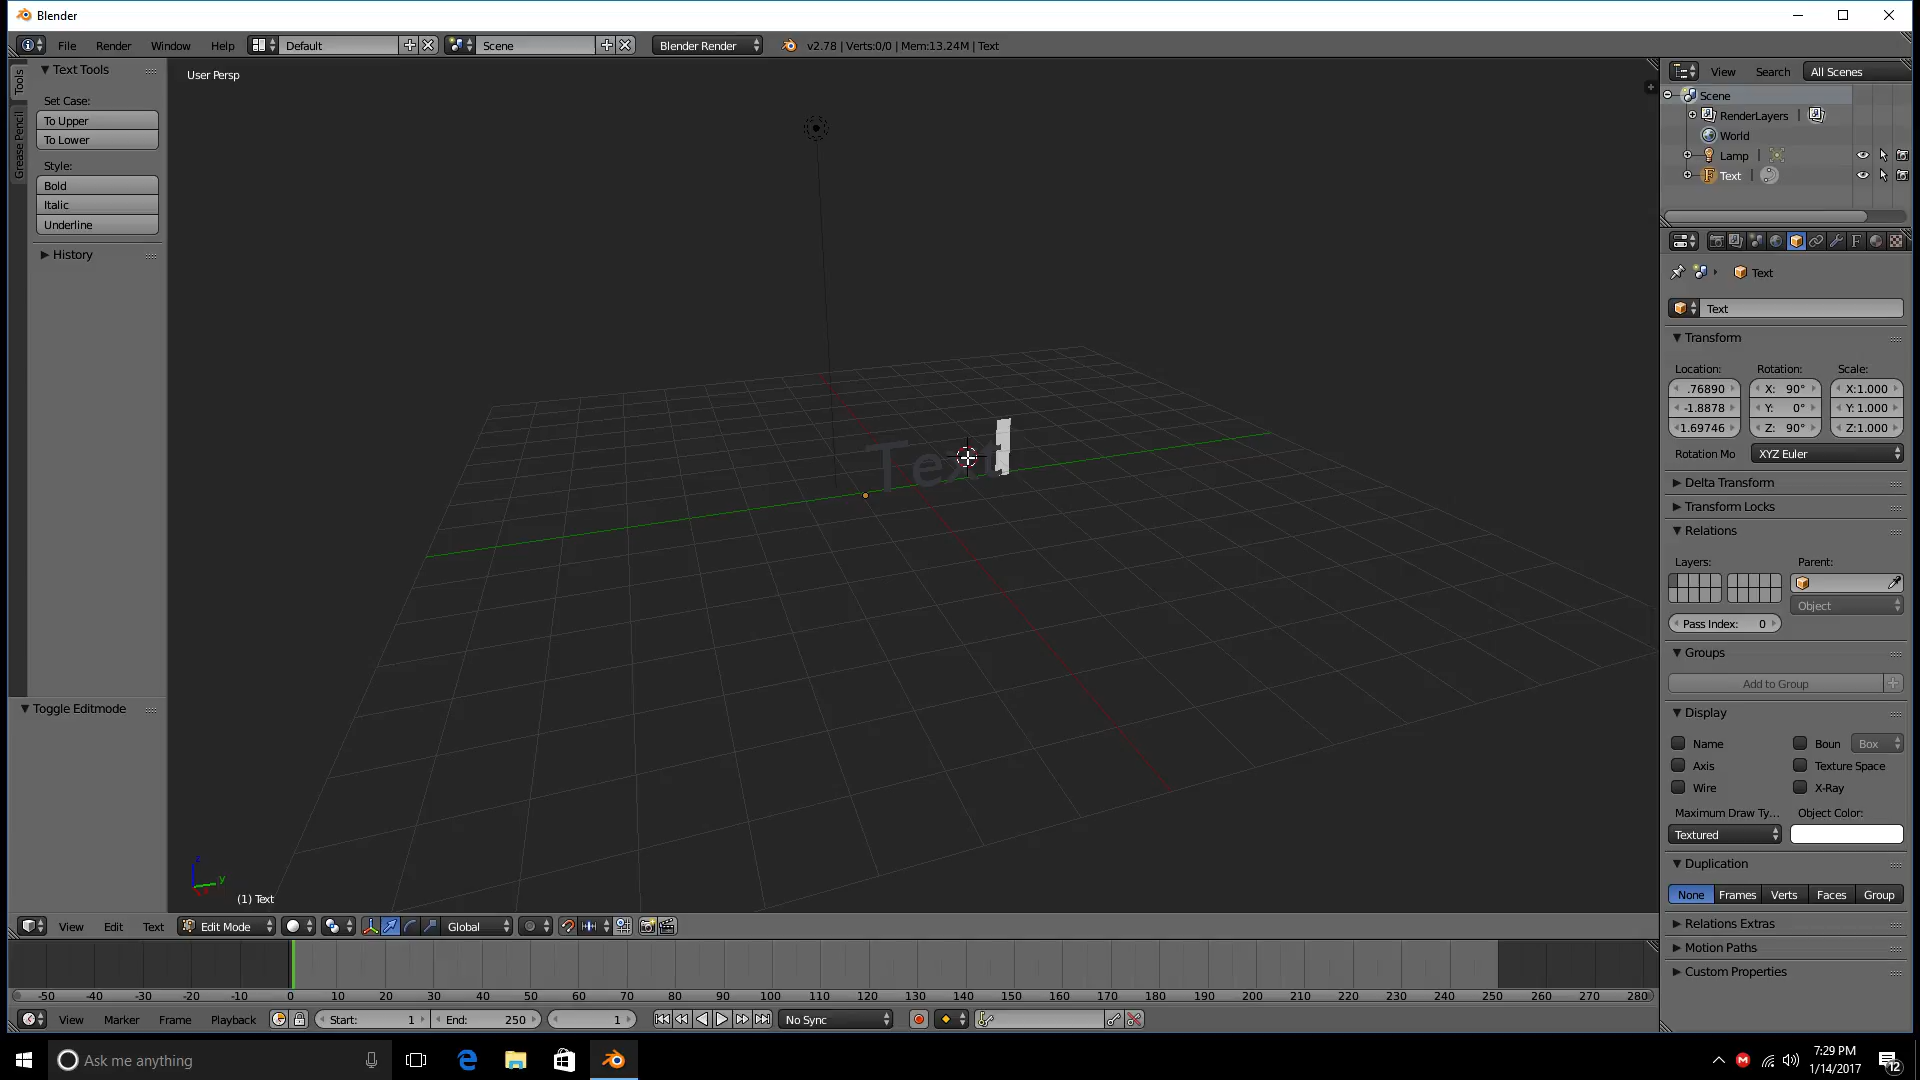 Blender
File Render Window Help Default Scene Blender Render v2.78 | Verts:0/0 | Mem:13.24M | Text
Tools
Grease Pencil
Text Tools
Set Case:
To Upper
To Lower
Style:
Bold
Italic
Underline
History
Toggle Editmode
User Persp
Text
z
y
(1) Text
View Search All Scenes
Scene
RenderLayers |
World
Lamp |
Text |
Text
Text
Transform
Location: Rotation: Scale:
.76890 X: 90° X:1.000
-1.8878 Y: 0° Y: 1.000
1.69746 Z: 90° Z:1.000
Rotation Mo XYZ Euler
Delta Transform
Transform Locks
Relations
Layers: Parent:
Object
Pass Index: 0
Groups
Add to Group
Display
Name Boun Box
Axis Texture Space
Wire X-Ray
Maximum Draw Ty... Object Color:
Textured
Duplication
None Frames Verts Faces Group
Relations Extras
Motion Paths
Custom Properties
View Edit Text Edit Mode Global
-50 -40 -30 -20 -10 0 10 20 30 40 50 60 70 80 90 100 110 120 130 140 150 160 170 180 190 200 210 220 230 240 250 260 270 280
View Marker Frame Playback Start: 1 End: 250 1 No Sync
Ask me anything
7:29 PM
1/14/2017
12